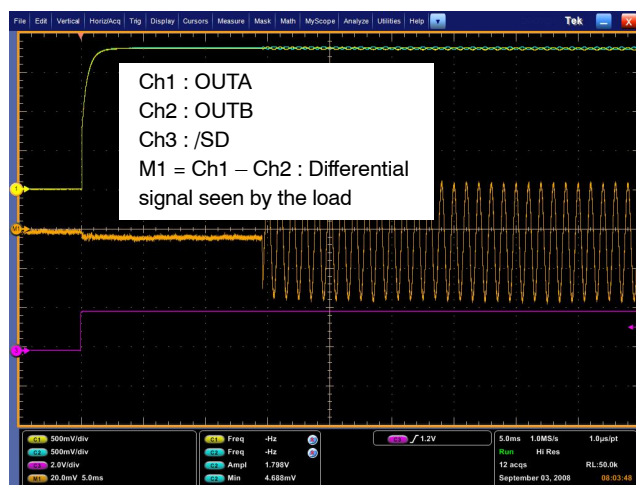 File Edit Vertical Horiz/Acq Trig Display Cursors Measure Mask Math MyScope Analyze Utilities Help Tek
Ch1 : OUTA
Ch2 : OUTB
Ch3 : /SD
M1 = Ch1 – Ch2 : Differential
signal seen by the load
1
M1
3
C1 500mV/div
C2 500mV/div
C3 2.0V/div
M1 20.0mV 5.0ms
C1 Freq -Hz
C2 Freq -Hz
C3 Ampl 1.798V
C2 Min 4.688mV
C3 1.2V
5.0ms 1.0MS/s 1.0µs/pt
Run Hi Res
12 acqs RL:50.0k
September 03, 2008 08:03:48